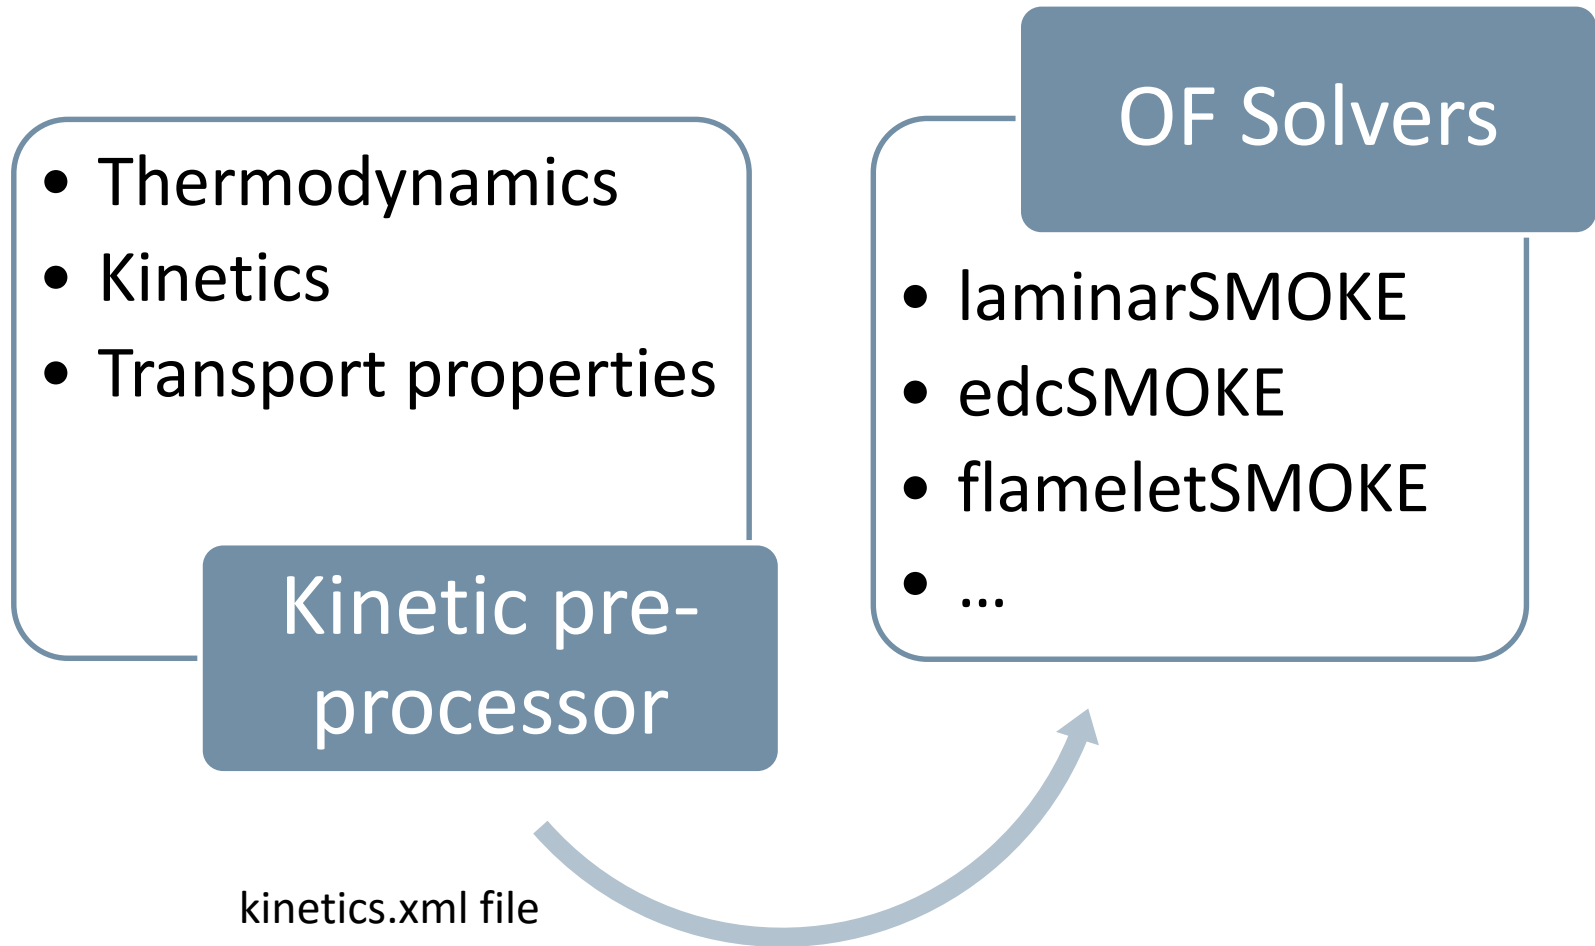 • Thermodynamics
• Kinetics
• Transport properties
Kinetic pre-
processor
kinetics.xml file
OF Solvers
• laminarSMOKE
• edcSMOKE
• flameletSMOKE
• ...